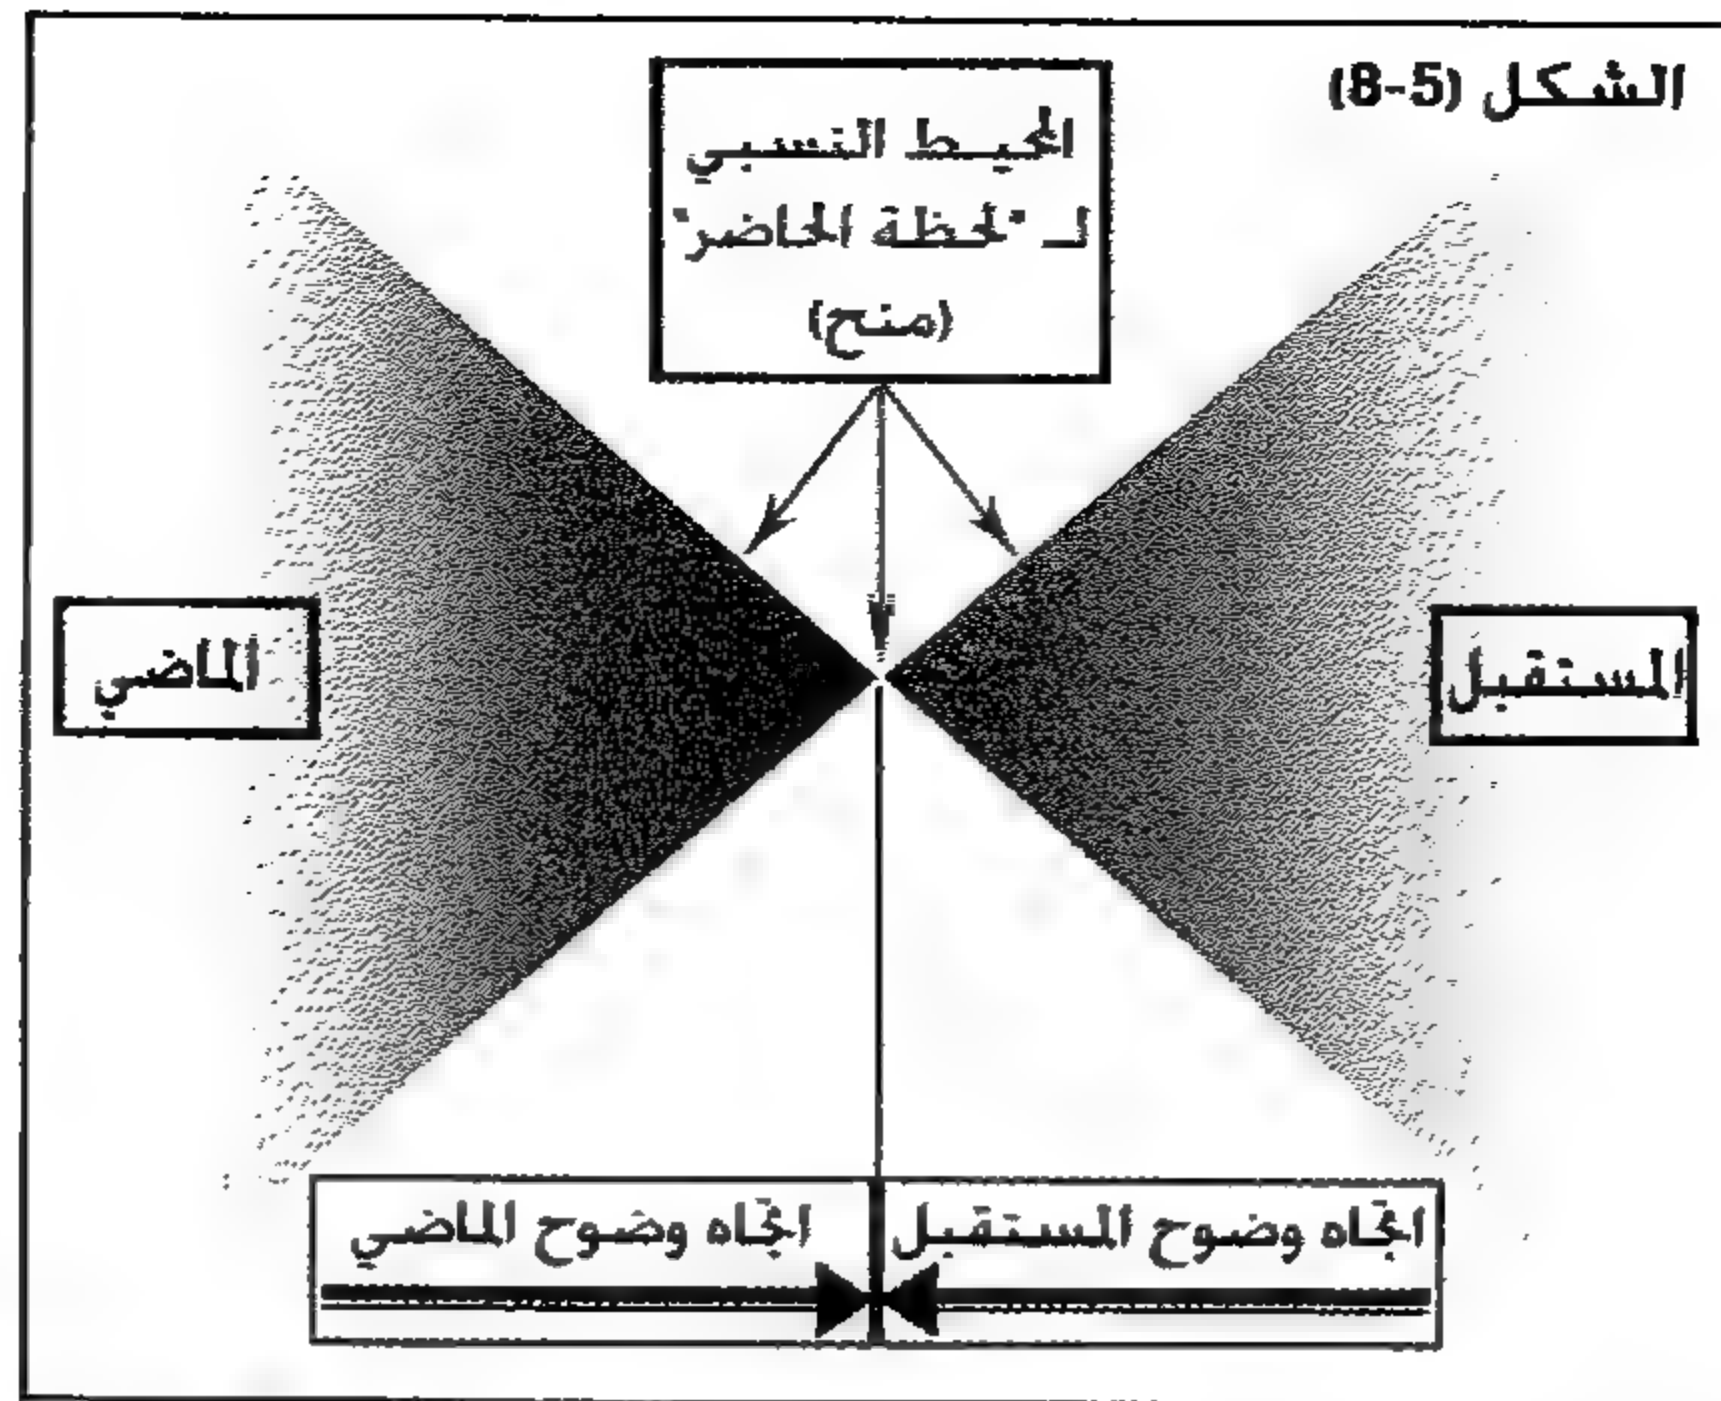 الشكل (5-8)
المحيط النسبي
لـ "لحظة الحاضر"
(منح)
المستقبل
الماضي
اتجاه وضوح المستقبل
اتجاه وضوح الماضي